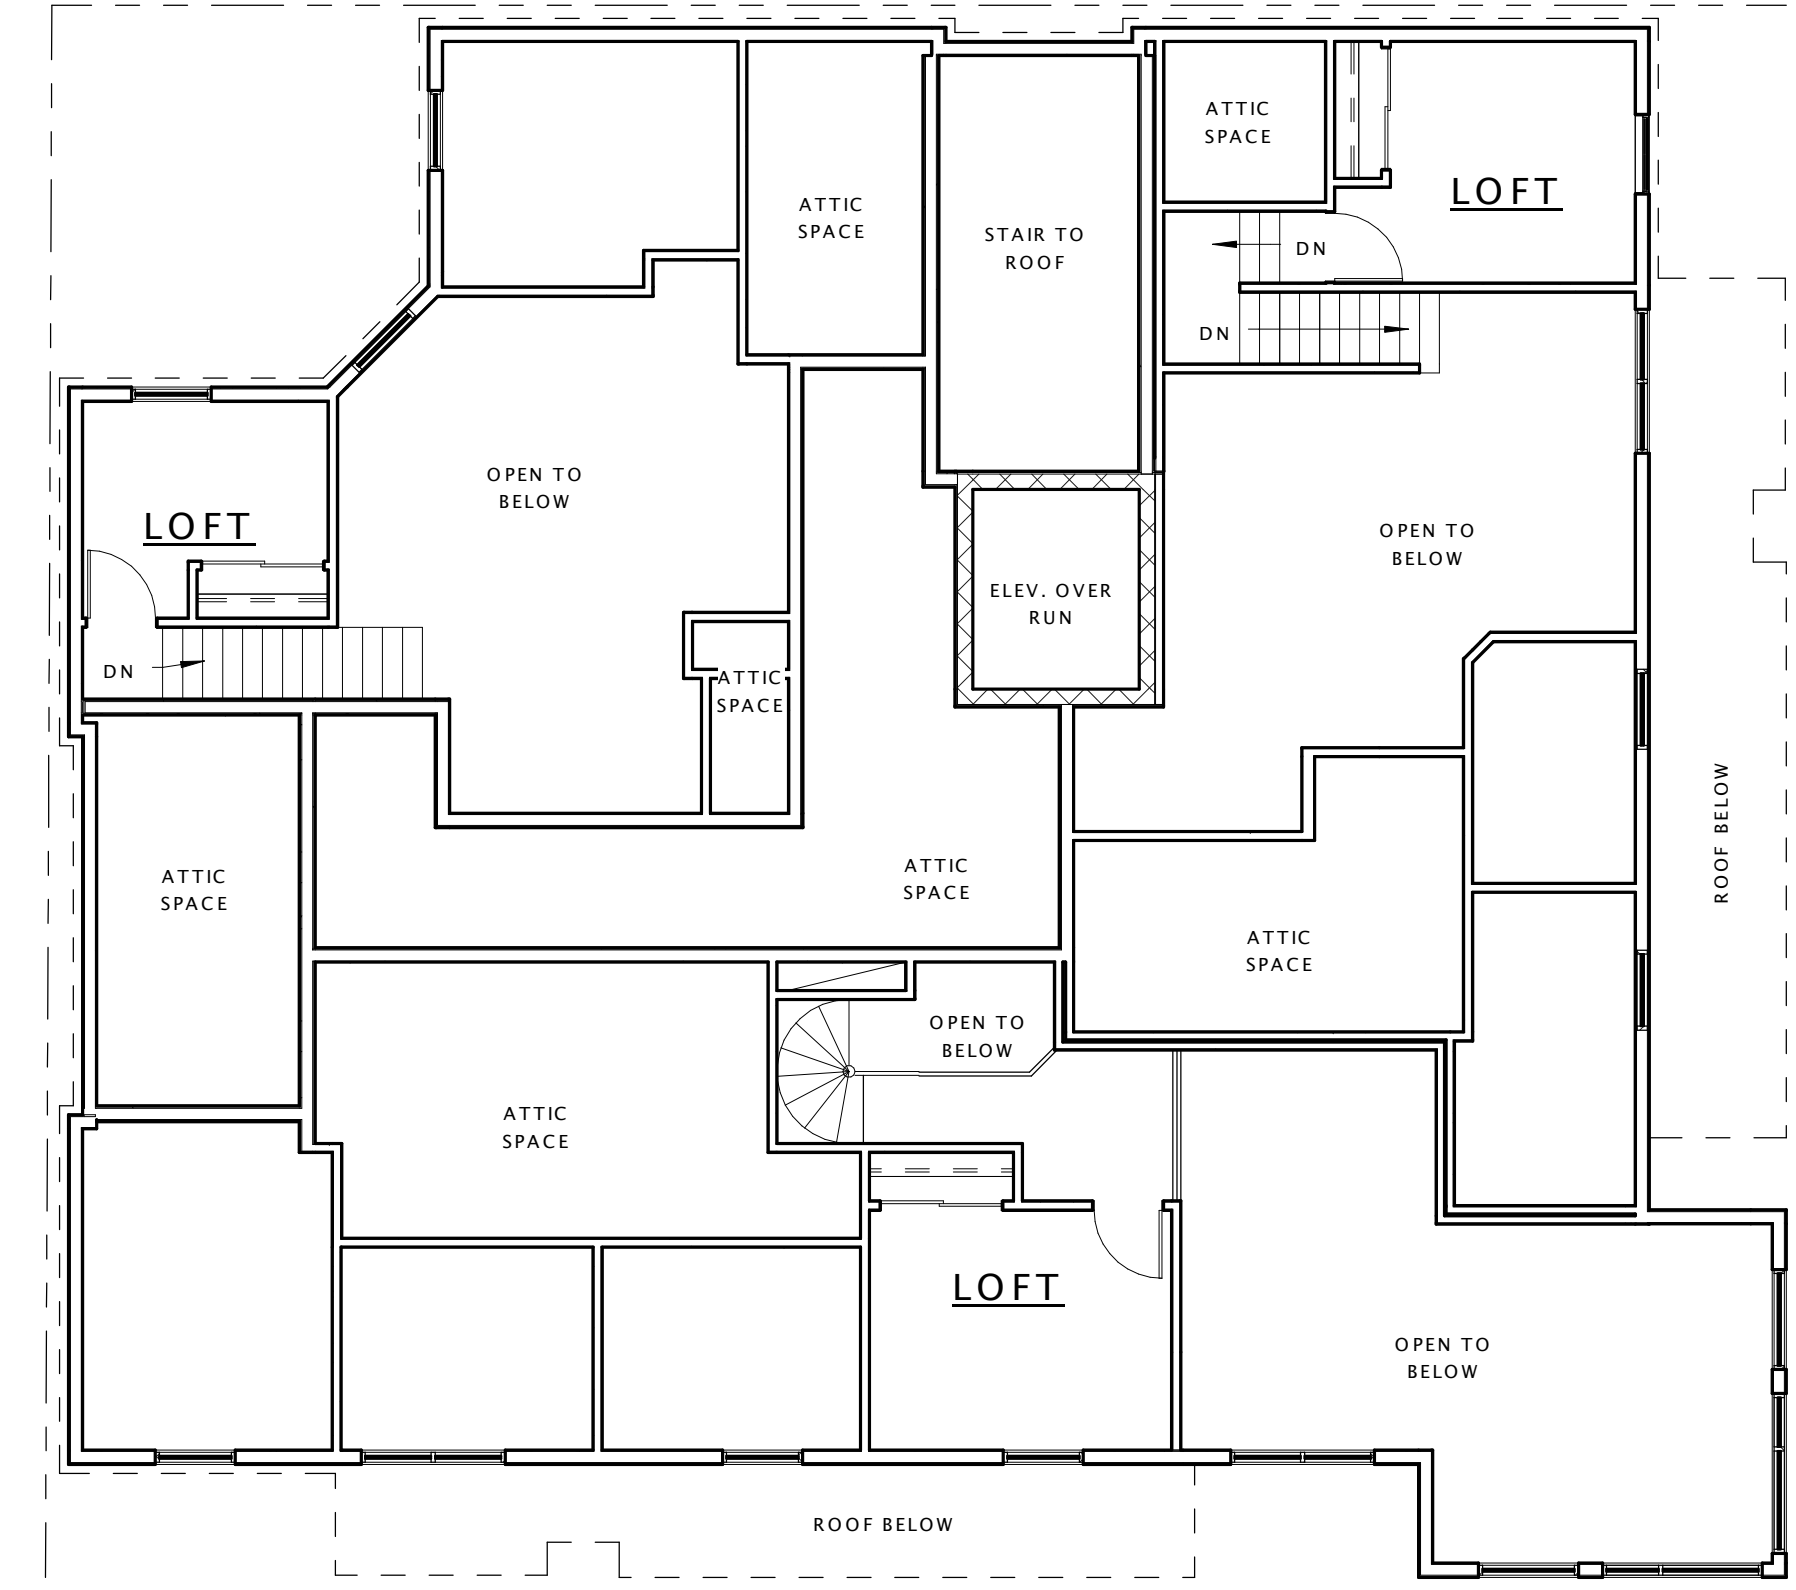 ATTIC
SPACE
LOFT
ATTIC
SPACE
STAIR TO
ROOF
DN
DN
OPEN TO
BELOW
LOFT
OPEN TO
BELOW
ELEV. OVER
RUN
DN
ATTIC
SPACE
ROOF BELOW
ATTIC
SPACE
ATTIC
SPACE
ATTIC
SPACE
OPEN TO
BELOW
ATTIC
SPACE
LOFT
OPEN TO
BELOW
ROOF BELOW